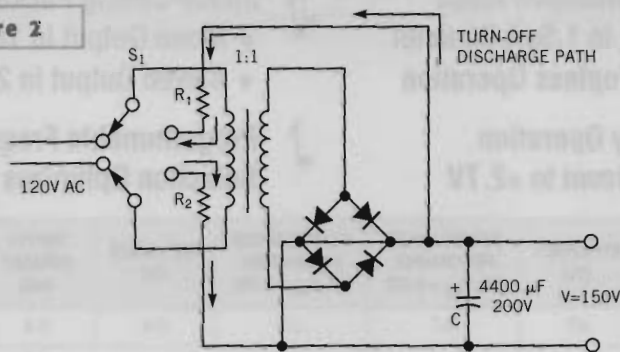 re 2
TURN-OFF
DISCHARGE PATH
S1
1:1
R1
120V AC
R2
+
4400 µF
200V
C
V=150V